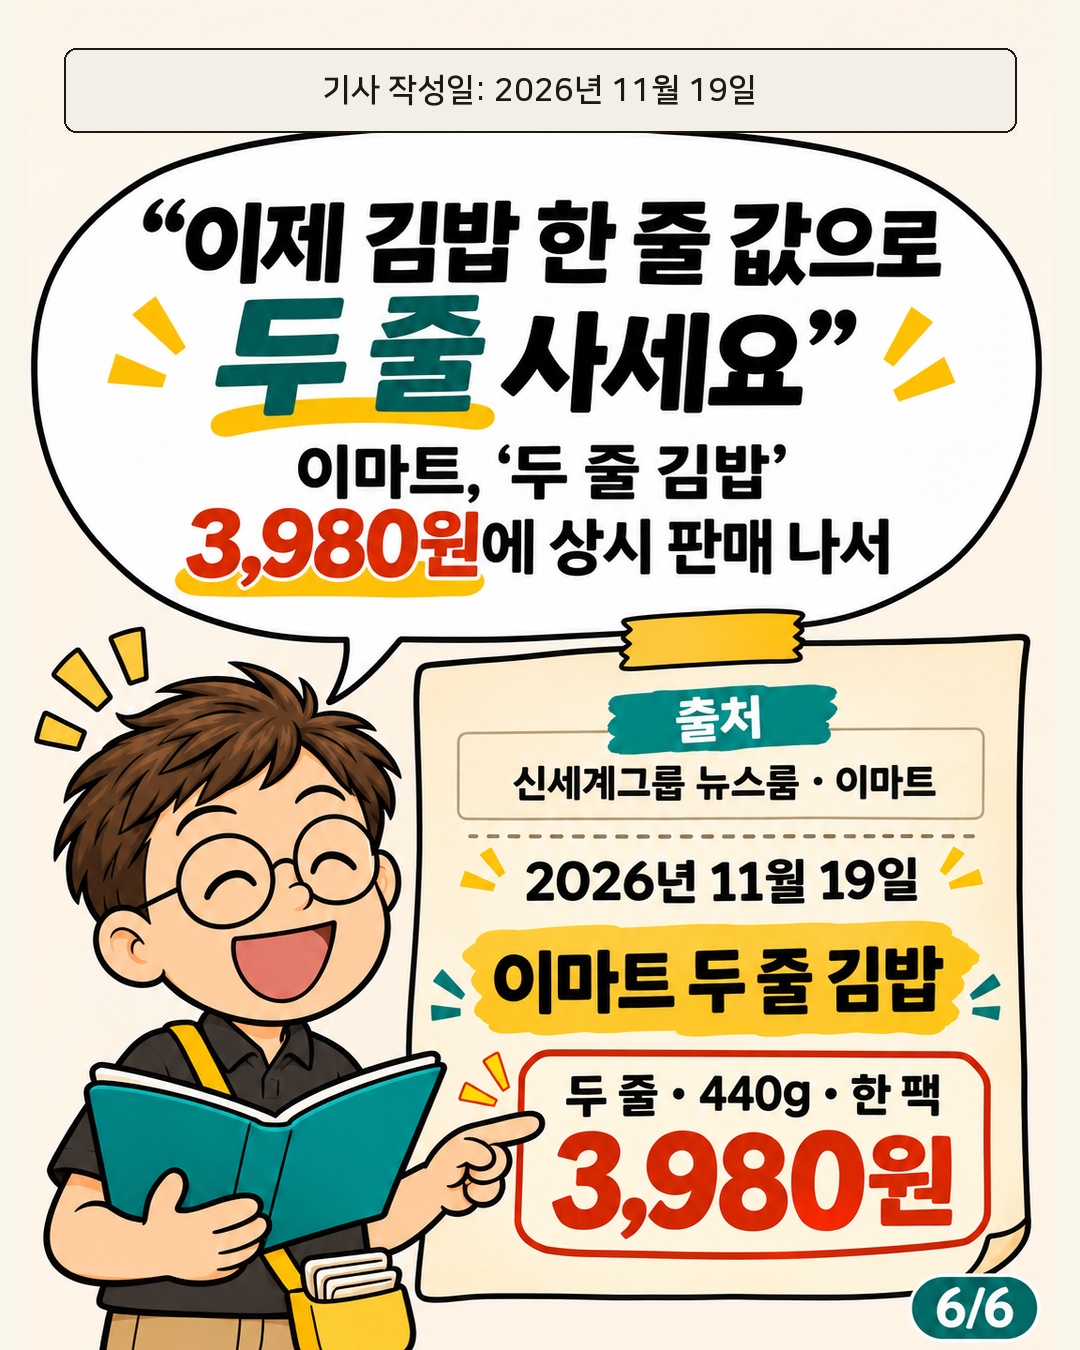 기사 작성일: 2026년 11월 19일
“이제 김밥 한 줄 값으로
두 줄 사세요”
이마트, ‘두 줄 김밥’
3,980원에 상시 판매 나서
출처
신세계그룹 뉴스룸 · 이마트
2026년 11월 19일
이마트 두 줄 김밥
두 줄 • 440g • 한 팩
3,980원
6/6